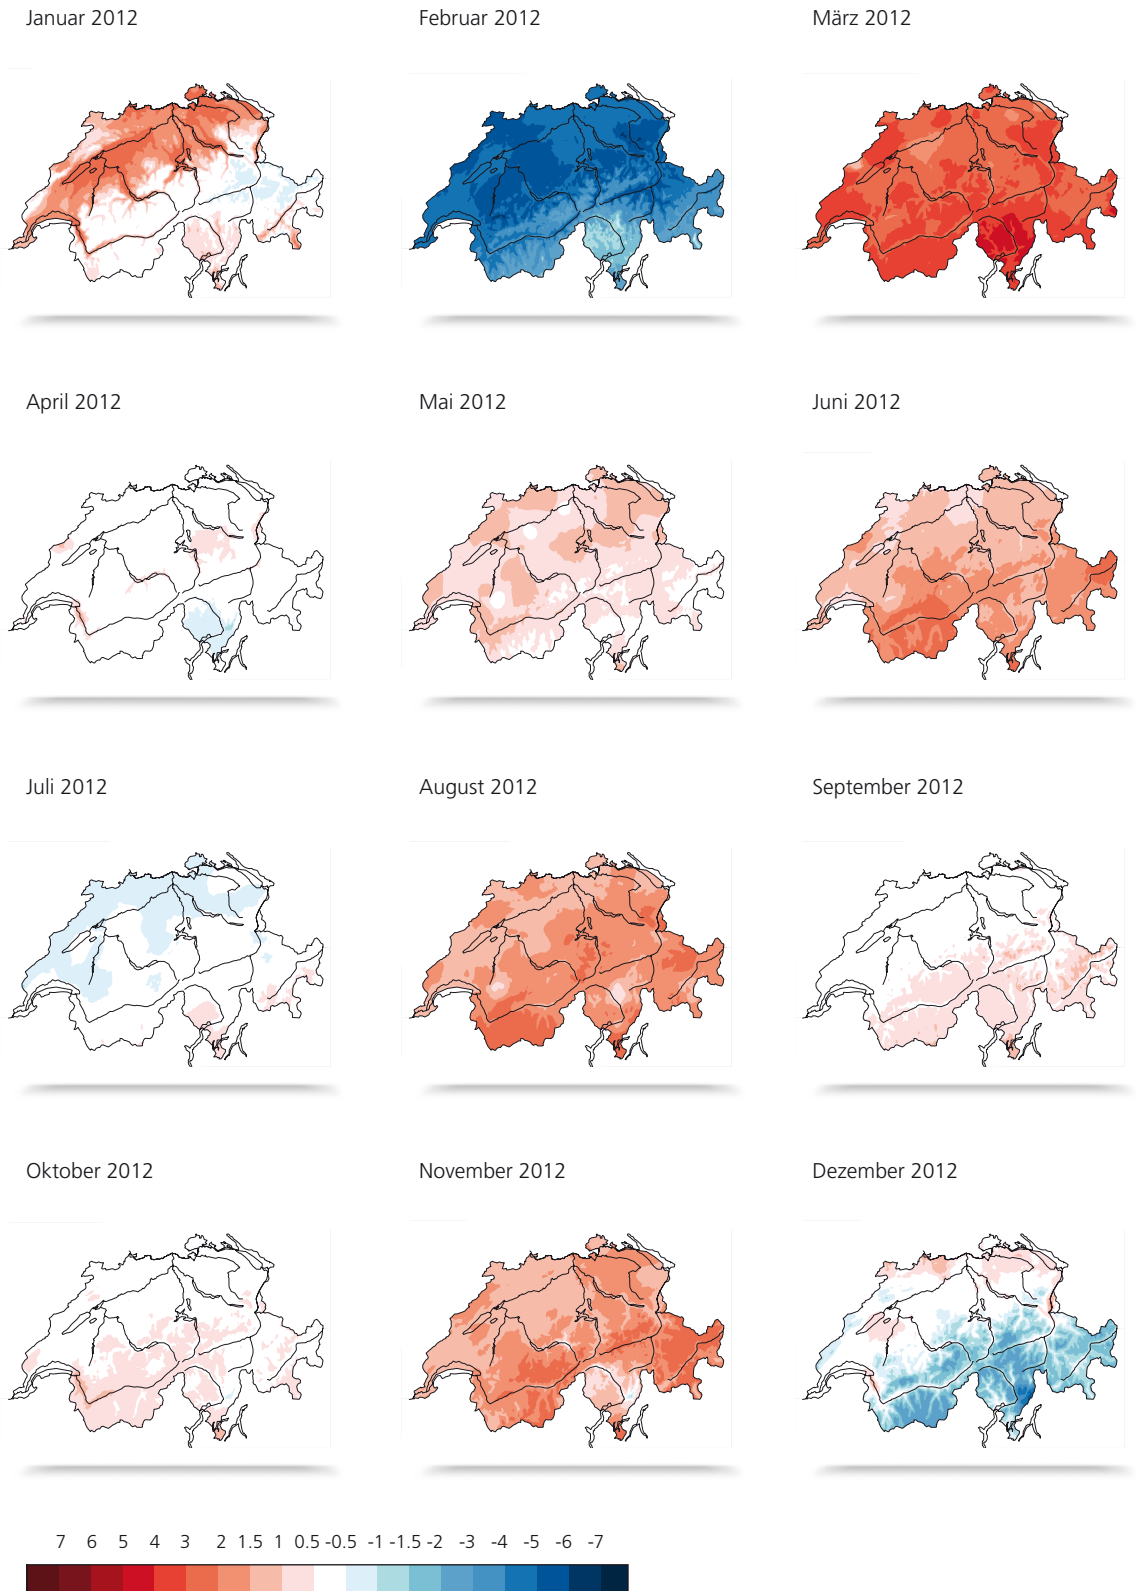 Januar 2012
Februar 2012
März 2012
April 2012
Mai 2012
Juni 2012
Juli 2012
August 2012
September 2012
Oktober 2012
November 2012
Dezember 2012
7 6 5 4 3 2 1.5 1 0.5 -0.5 -1 -1.5 -2 -3 -4 -5 -6 -7